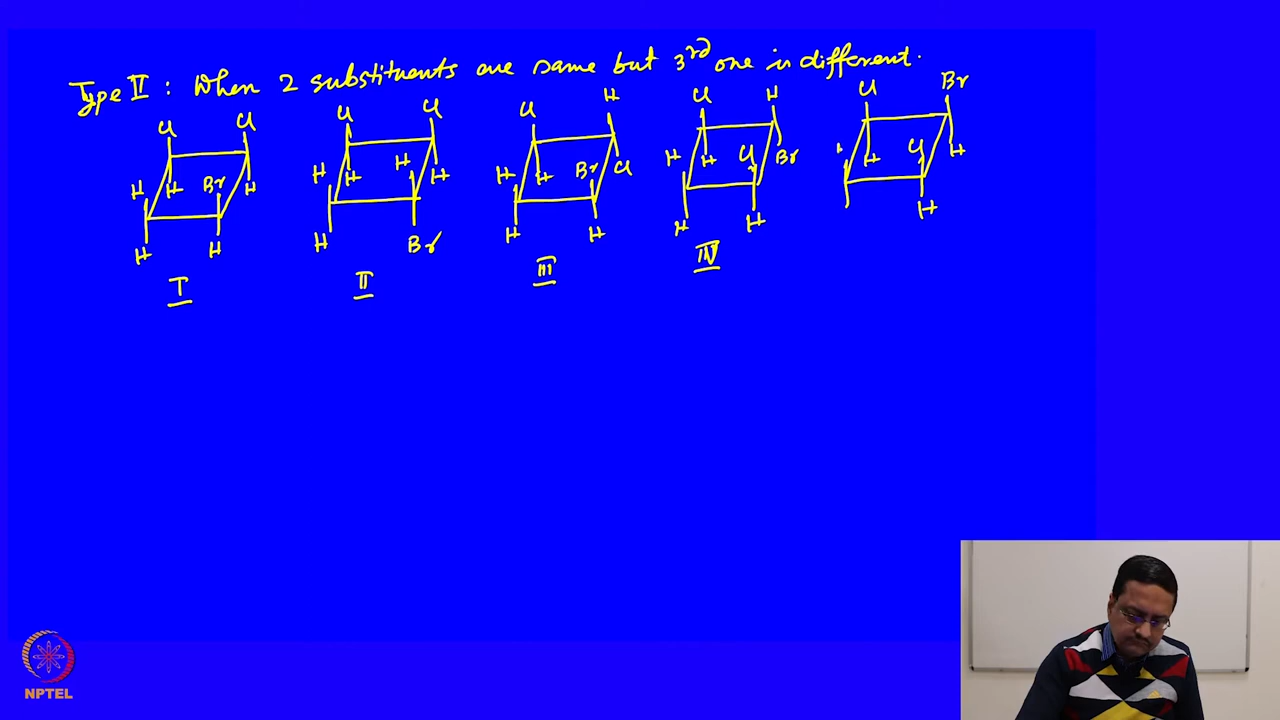 Type II : When 2 substituents are same but 3rd one is different.
Cl Cl H Br H H H
I
Cl Cl H H H H Br
II
Cl H H H Br Cl H H
III
Cl H H H Cl Br H H
IV
Cl Br H Cl H H
NPTEL